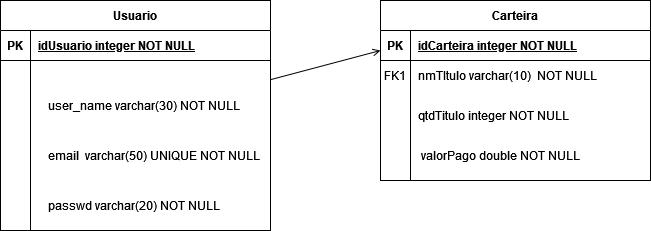 Usuario
PK idUsuario integer NOT NULL
user_name varchar(30) NOT NULL
email varchar(50) UNIQUE NOT NULL
passwd varchar(20) NOT NULL
Carteira
PK idCarteira integer NOT NULL
FK1 nmTItulo varchar(10) NOT NULL
qtdTitulo integer NOT NULL
valorPago double NOT NULL